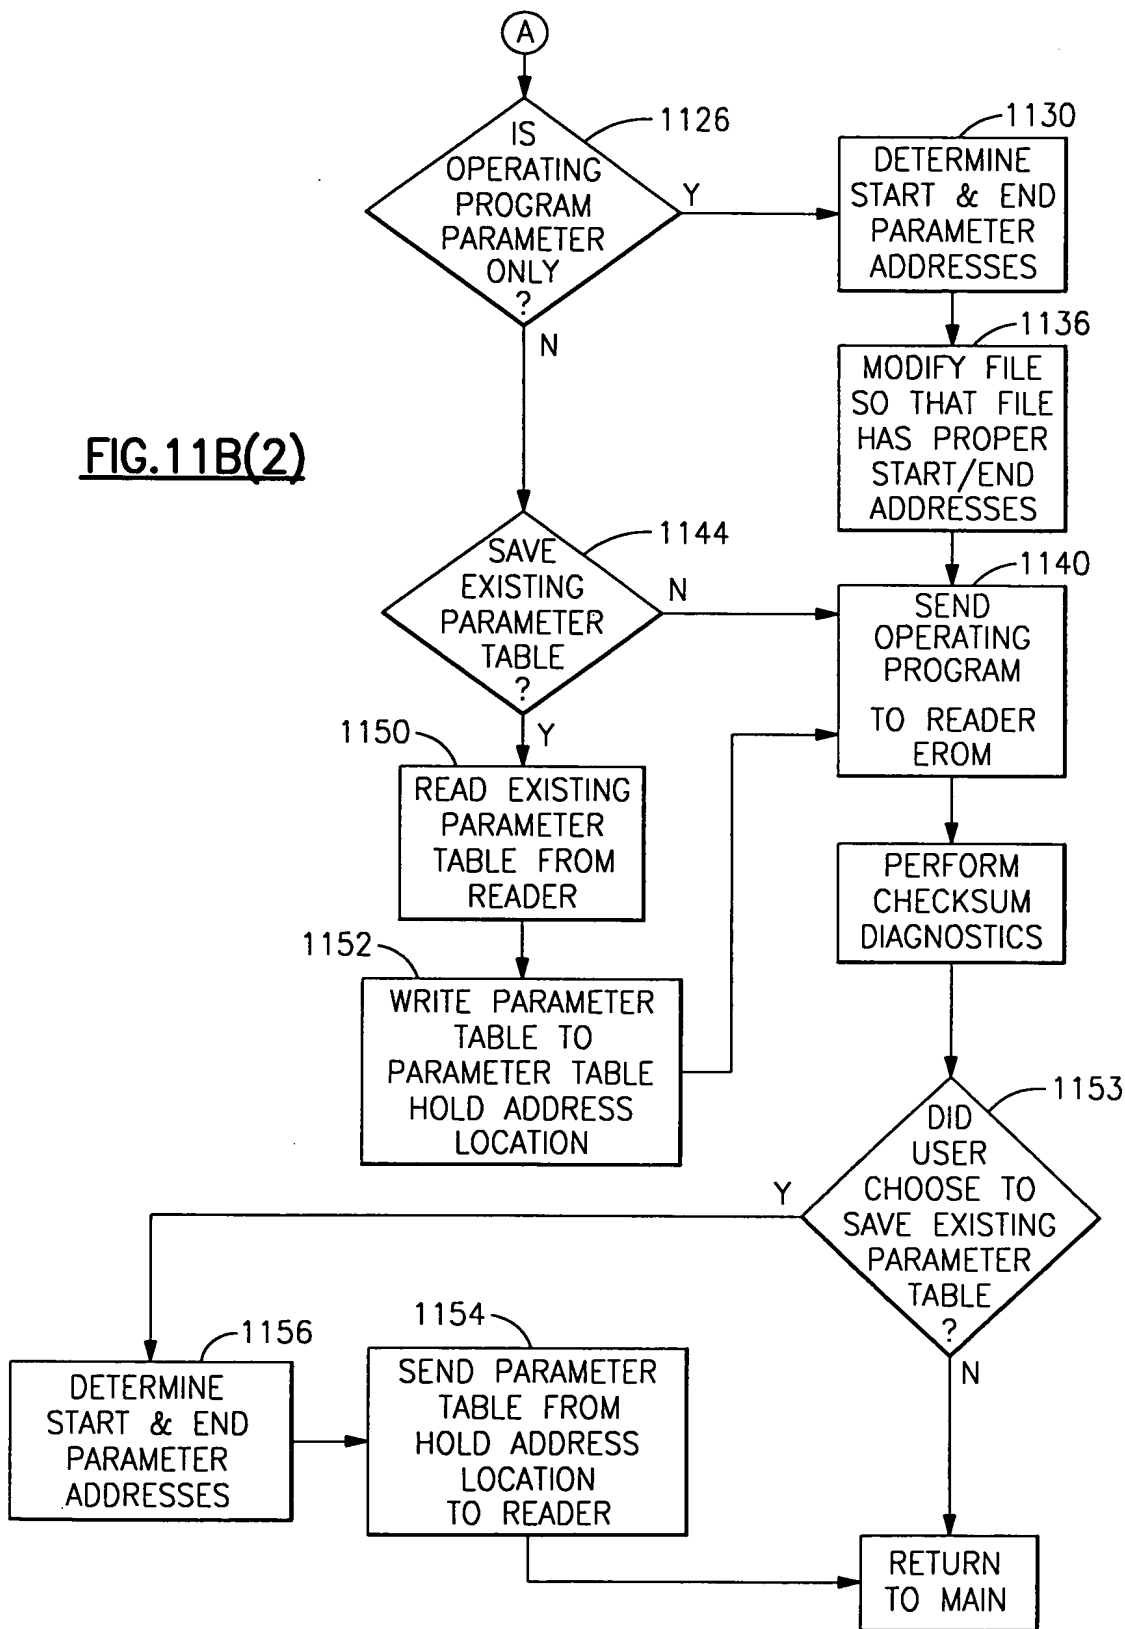 A
IS
OPERATING
PROGRAM
PARAMETER
ONLY
?
1126
Y
N
1130
DETERMINE
START & END
PARAMETER
ADDRESSES
1136
MODIFY FILE
SO THAT FILE
HAS PROPER
START/END
ADDRESSES
FIG.11B(2)
SAVE
EXISTING
PARAMETER
TABLE
?
1144
N
Y
1140
SEND
OPERATING
PROGRAM
TO READER
EROM
1150
READ EXISTING
PARAMETER
TABLE FROM
READER
PERFORM
CHECKSUM
DIAGNOSTICS
1152
WRITE PARAMETER
TABLE TO
PARAMETER TABLE
HOLD ADDRESS
LOCATION
1153
DID
USER
CHOOSE TO
SAVE EXISTING
PARAMETER
TABLE
?
Y
N
1156
DETERMINE
START & END
PARAMETER
ADDRESSES
1154
SEND PARAMETER
TABLE FROM
HOLD ADDRESS
LOCATION
TO READER
RETURN
TO MAIN